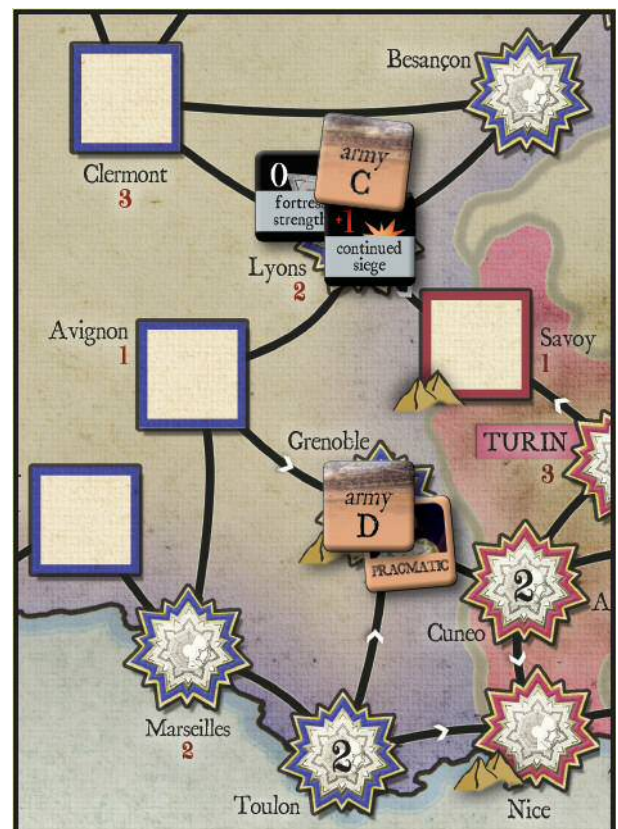 Besançon
Clermont
3
army
C
0
fortress
strength
+1
continued
siege
Lyons
2
Avignon
1
Savoy
1
Grenoble
TURIN
3
army
D
PRAGMATIC
2
Cuneo
A
Marseilles
2
2
Toulon
Nice